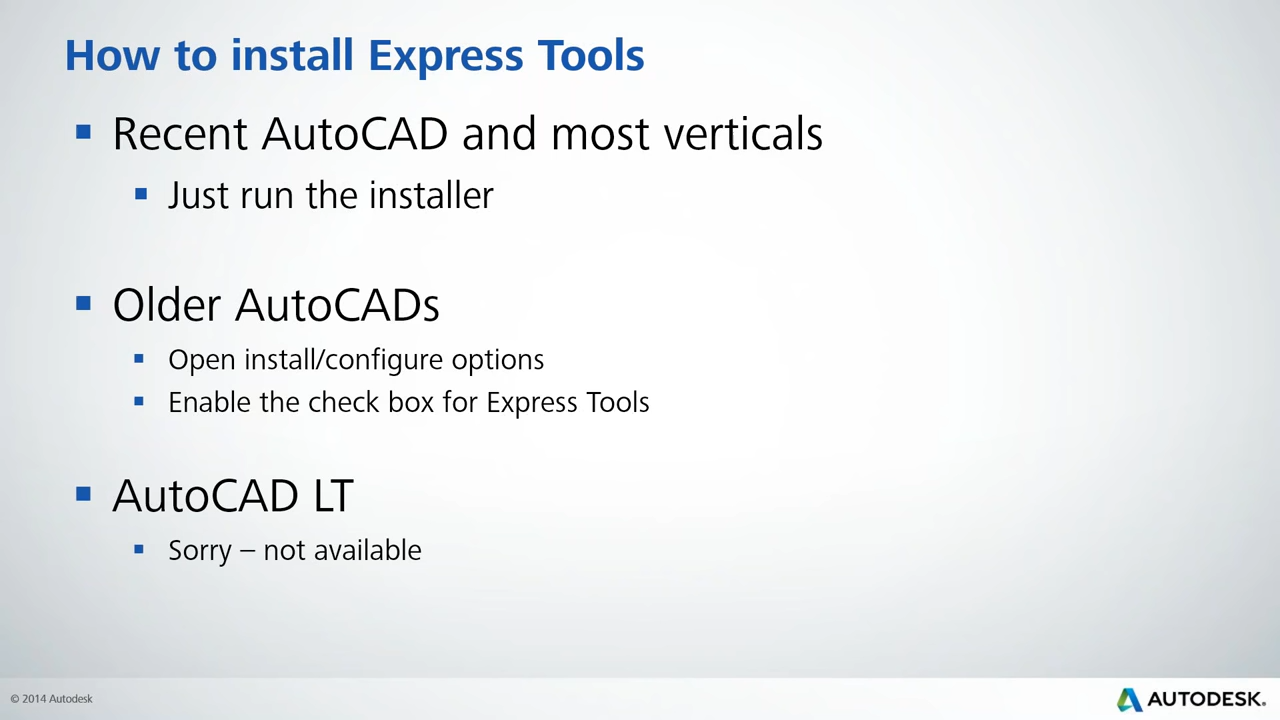 How to install Express Tools
▪ Recent AutoCAD and most verticals
▪ Just run the installer
▪ Older AutoCADs
▪ Open install/configure options
▪ Enable the check box for Express Tools
▪ AutoCAD LT
▪ Sorry – not available
© 2014 Autodesk
AUTODESK.